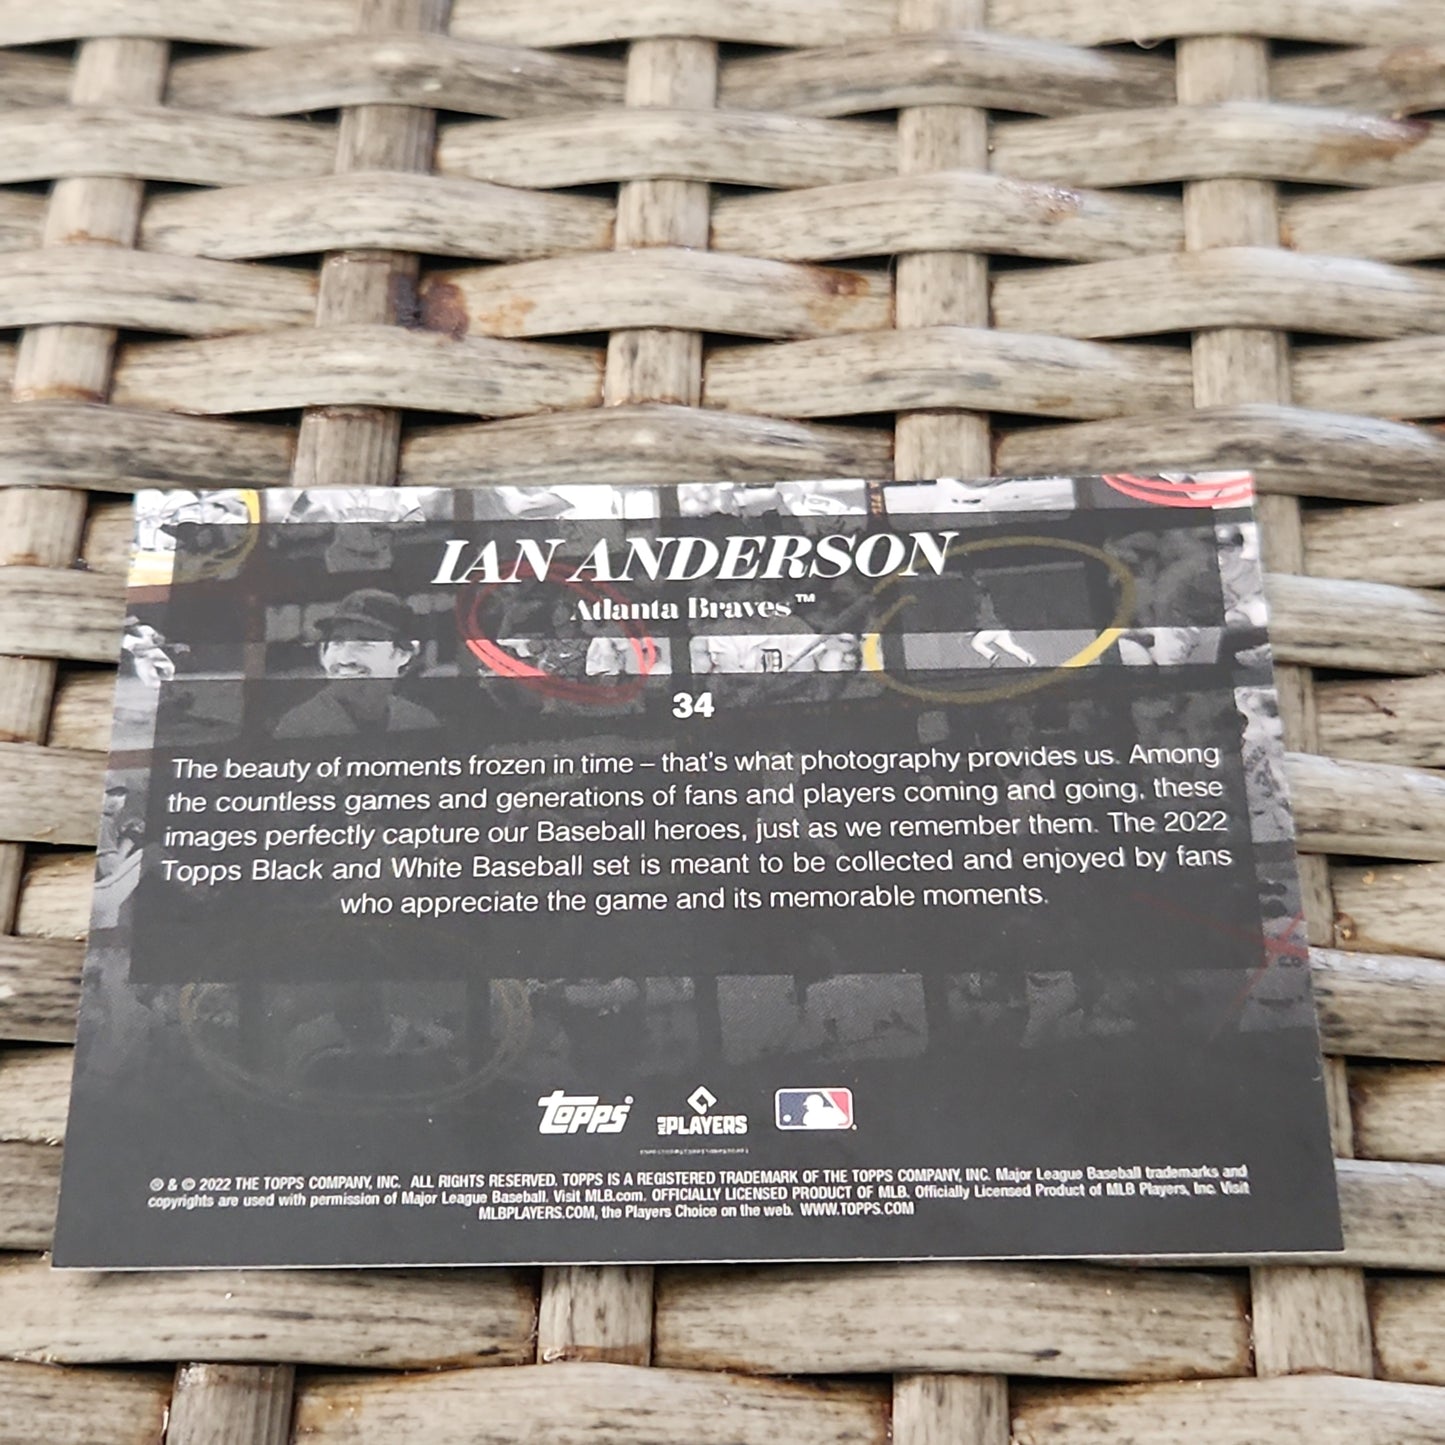 IAN ANDERSON
Atlanta Braves™
34
The beauty of moments frozen in time – that's what photography provides us. Among
the countless games and generations of fans and players coming and going, these
images perfectly capture our Baseball heroes, just as we remember them. The 2022
Topps Black and White Baseball set is meant to be collected and enjoyed by fans
who appreciate the game and its memorable moments.
topps® MLB PLAYERS
® & © 2022 THE TOPPS COMPANY, INC. ALL RIGHTS RESERVED. TOPPS IS A REGISTERED TRADEMARK OF THE TOPPS COMPANY, INC. Major League Baseball trademarks and
copyrights are used with permission of Major League Baseball. Visit MLB.com. OFFICIALLY LICENSED PRODUCT OF MLB. Officially Licensed Product of MLB Players, Inc. Visit
MLBPLAYERS.COM, the Players Choice on the web. WWW.TOPPS.COM